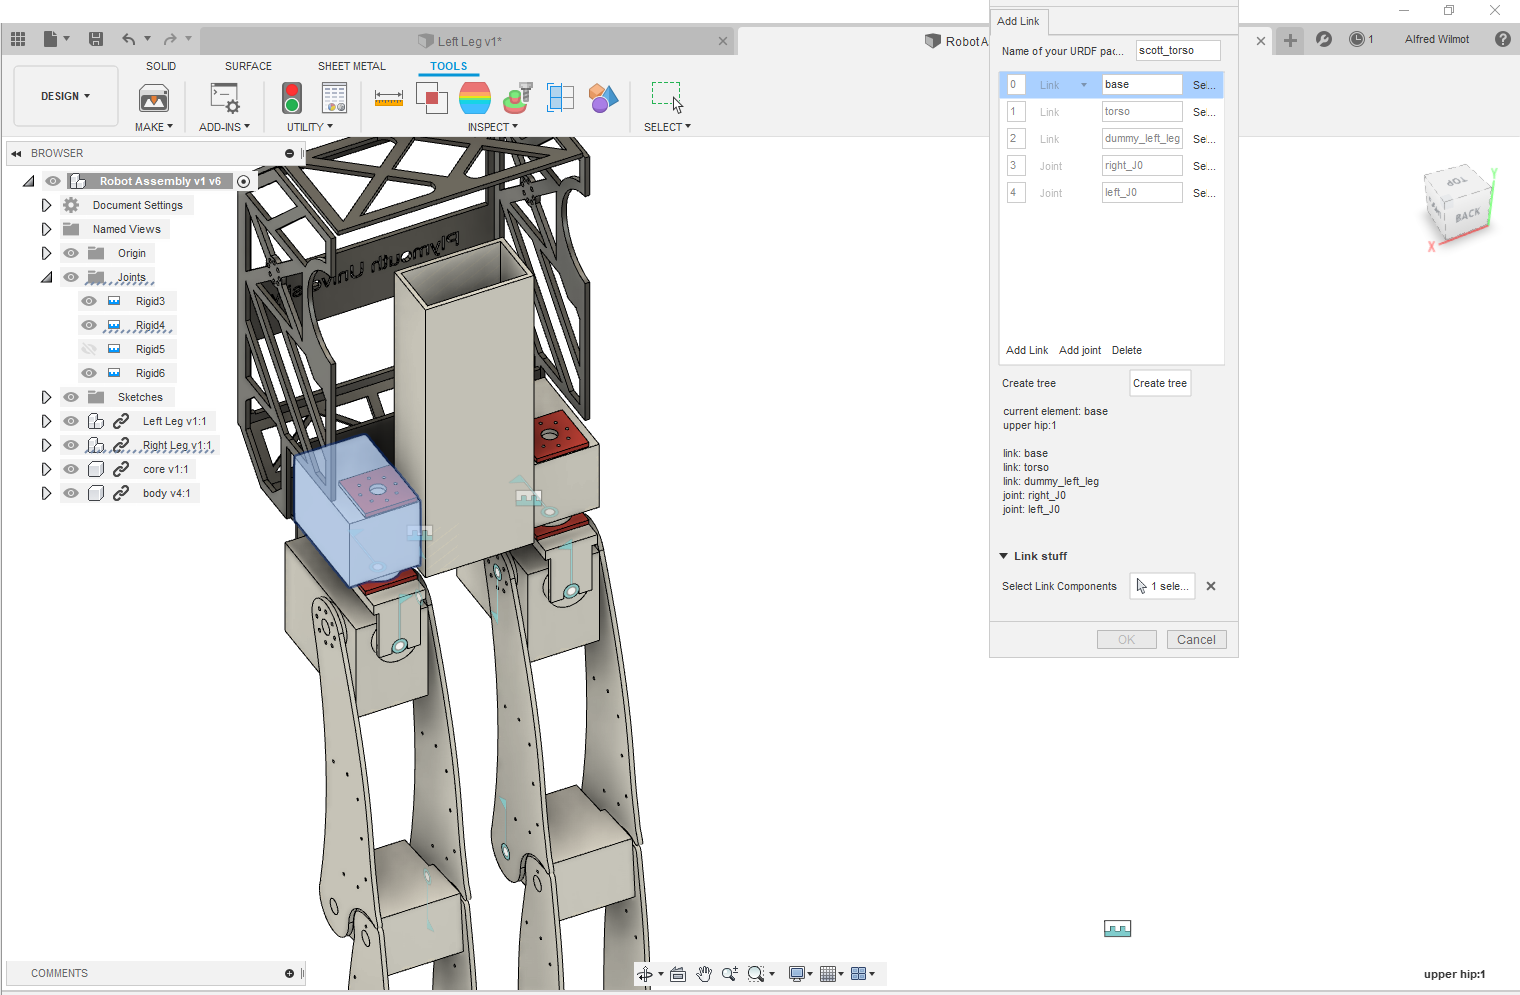 Add Link
Left Leg v1*
Robot A
1
Alfred Wilmot
SOLID
SURFACE
SHEET METAL
TOOLS
DESIGN
MAKE
ADD-INS
UTILITY
INSPECT
SELECT
Name of your URDF pac...
scott_torso
0 Link base Se...
1 Link torso Se...
2 Link dummy_left_leg Se...
3 Joint right_J0 Se...
4 Joint left_J0 Se...
Add Link Add joint Delete
Create tree
Create tree
current element: base
upper hip:1
link: base
link: torso
link: dummy_left_leg
joint: right_J0
joint: left_J0
Link stuff
Select Link Components
1 sele...
OK
Cancel
BROWSER
Robot Assembly v1 v6
Document Settings
Named Views
Origin
Joints
Rigid3
Rigid4
Rigid5
Rigid6
Sketches
Left Leg v1:1
Right Leg v1:1
core v1:1
body v4:1
TOP
BACK
X
Y
COMMENTS
upper hip:1